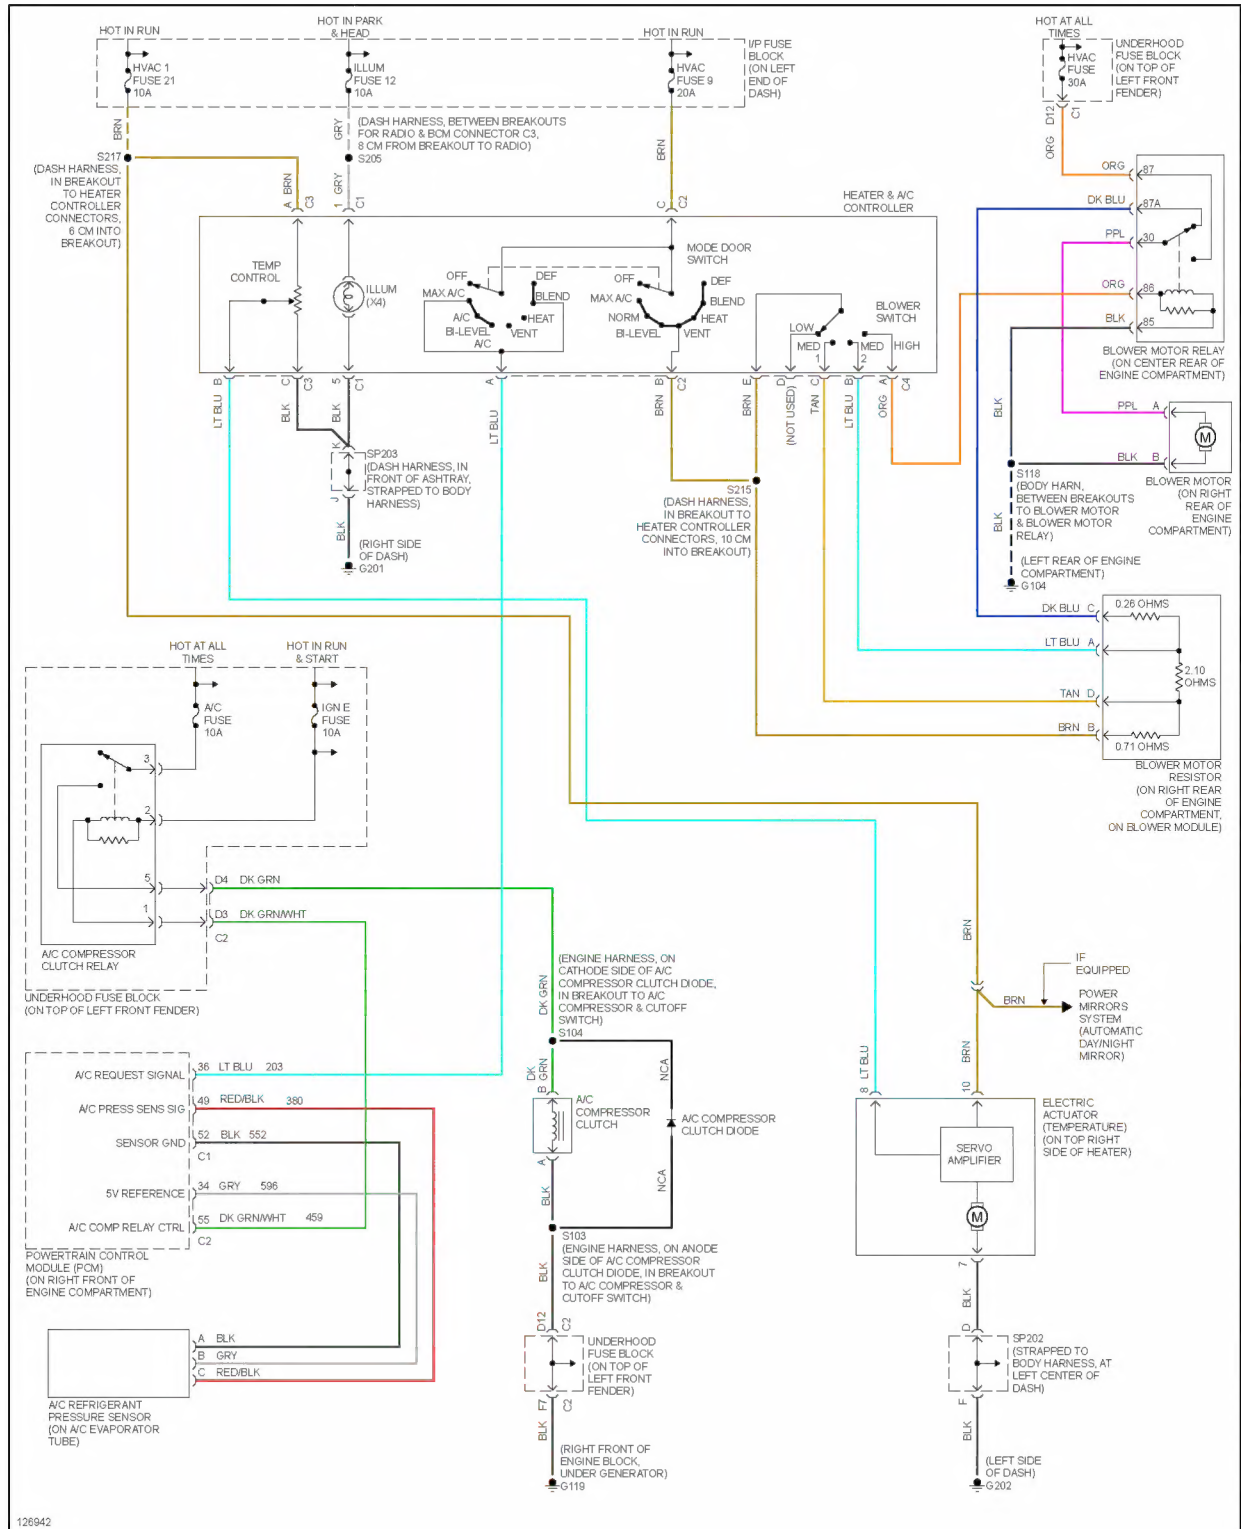 HOT IN RUN
HOT IN PARK
& HEAD
HOT IN RUN
HOT AT ALL
TIMES
HVAC 1
FUSE 21
10A
ILLUM
FUSE 12
10A
HVAC
FUSE 9
20A
I/P FUSE
BLOCK
(ON LEFT
END OF
DASH)
HVAC
FUSE
30A
UNDERHOOD
FUSE BLOCK
(ON TOP OF
LEFT FRONT
FENDER)
D12
C1
BRN
GRY
(DASH HARNESS, BETWEEN BREAKOUTS
FOR RADIO & BCM CONNECTOR C3,
8 CM FROM BREAKOUT TO RADIO)
S205
BRN
ORG
S217
(DASH HARNESS,
IN BREAKOUT
TO HEATER
CONTROLLER
CONNECTORS,
6 CM INTO
BREAKOUT)
BRN
A
C3
GRY
1
C1
C
C2
HEATER & A/C
CONTROLLER
ORG
87
DK BLU
87A
PPL
30
ORG
86
BLK
85
BLOWER MOTOR RELAY
(ON CENTER REAR OF
ENGINE COMPARTMENT)
TEMP
CONTROL
ILLUM
(X4)
MODE DOOR
SWITCH
OFF
MAX A/C
A/C
BI-LEVEL
A/C
VENT
HEAT
BLEND
DEF
OFF
MAX A/C
NORM
BI-LEVEL
VENT
HEAT
BLEND
DEF
BLOWER
SWITCH
LOW
MED
1
MED
2
HIGH
B
C
C3
5
C1
A
B
C2
E
D
C
B
A
C4
LT BLU
BLK
BLK
LT BLU
BRN
BRN
(NOT USED)
TAN
LT BLU
ORG
BLK
PPL A
M
BLK B
BLOWER MOTOR
(ON RIGHT
REAR OF
ENGINE
COMPARTMENT)
K
SP203
(DASH HARNESS, IN
FRONT OF ASHTRAY,
STRAPPED TO BODY
HARNESS)
J
BLK
(RIGHT SIDE
OF DASH)
G201
S215
(DASH HARNESS,
IN BREAKOUT TO
HEATER CONTROLLER
CONNECTORS, 10 CM
INTO BREAKOUT)
S118
(BODY HARN,
BETWEEN BREAKOUTS
TO BLOWER MOTOR
& BLOWER MOTOR
RELAY)
BLK
(LEFT REAR OF ENGINE
COMPARTMENT)
G104
DK BLU C
0.26 OHMS
LT BLU A
2.10
OHMS
TAN D
BRN B
0.71 OHMS
BLOWER MOTOR
RESISTOR
(ON RIGHT REAR
OF ENGINE
COMPARTMENT,
ON BLOWER MODULE)
HOT AT ALL
TIMES
HOT IN RUN
& START
A/C
FUSE
10A
IGN E
FUSE
10A
3
2
5
1
D4 DK GRN
D3 DK GRN/WHT
C2
A/C COMPRESSOR
CLUTCH RELAY
UNDERHOOD FUSE BLOCK
(ON TOP OF LEFT FRONT FENDER)
(ENGINE HARNESS, ON
CATHODE SIDE OF A/C
COMPRESSOR CLUTCH DIODE,
IN BREAKOUT TO A/C
COMPRESSOR & CUTOFF
SWITCH)
S104
DK GRN
DK
GRN
B
A/C
COMPRESSOR
CLUTCH
NCA
A/C COMPRESSOR
CLUTCH DIODE
NCA
A
BLK
S103
(ENGINE HARNESS, ON ANODE
SIDE OF A/C COMPRESSOR
CLUTCH DIODE, IN BREAKOUT
TO A/C COMPRESSOR &
CUTOFF SWITCH)
BLK
D12
C2
UNDERHOOD
FUSE BLOCK
(ON TOP OF
LEFT FRONT
FENDER)
F7
C2
BLK
(RIGHT FRONT OF
ENGINE BLOCK,
UNDER GENERATOR)
G119
BRN
IF
EQUIPPED
BRN
POWER
MIRRORS
SYSTEM
(AUTOMATIC
DAY/NIGHT
MIRROR)
LT BLU
8
BRN
10
ELECTRIC
ACTUATOR
(TEMPERATURE)
(ON TOP RIGHT
SIDE OF HEATER)
SERVO
AMPLIFIER
M
7
BLK
D
SP202
(STRAPPED TO
BODY HARNESS, AT
LEFT CENTER OF
DASH)
F
BLK
(LEFT SIDE
OF DASH)
G202
A/C REQUEST SIGNAL
36 LT BLU 203
A/C PRESS SENS SIG
49 RED/BLK 380
SENSOR GND
52 BLK 552
C1
5V REFERENCE
34 GRY 596
A/C COMP RELAY CTRL
55 DK GRN/WHT 459
C2
POWERTRAIN CONTROL
MODULE (PCM)
(ON RIGHT FRONT OF
ENGINE COMPARTMENT)
A BLK
B GRY
C RED/BLK
A/C REFRIGERANT
PRESSURE SENSOR
(ON A/C EVAPORATOR
TUBE)
126942